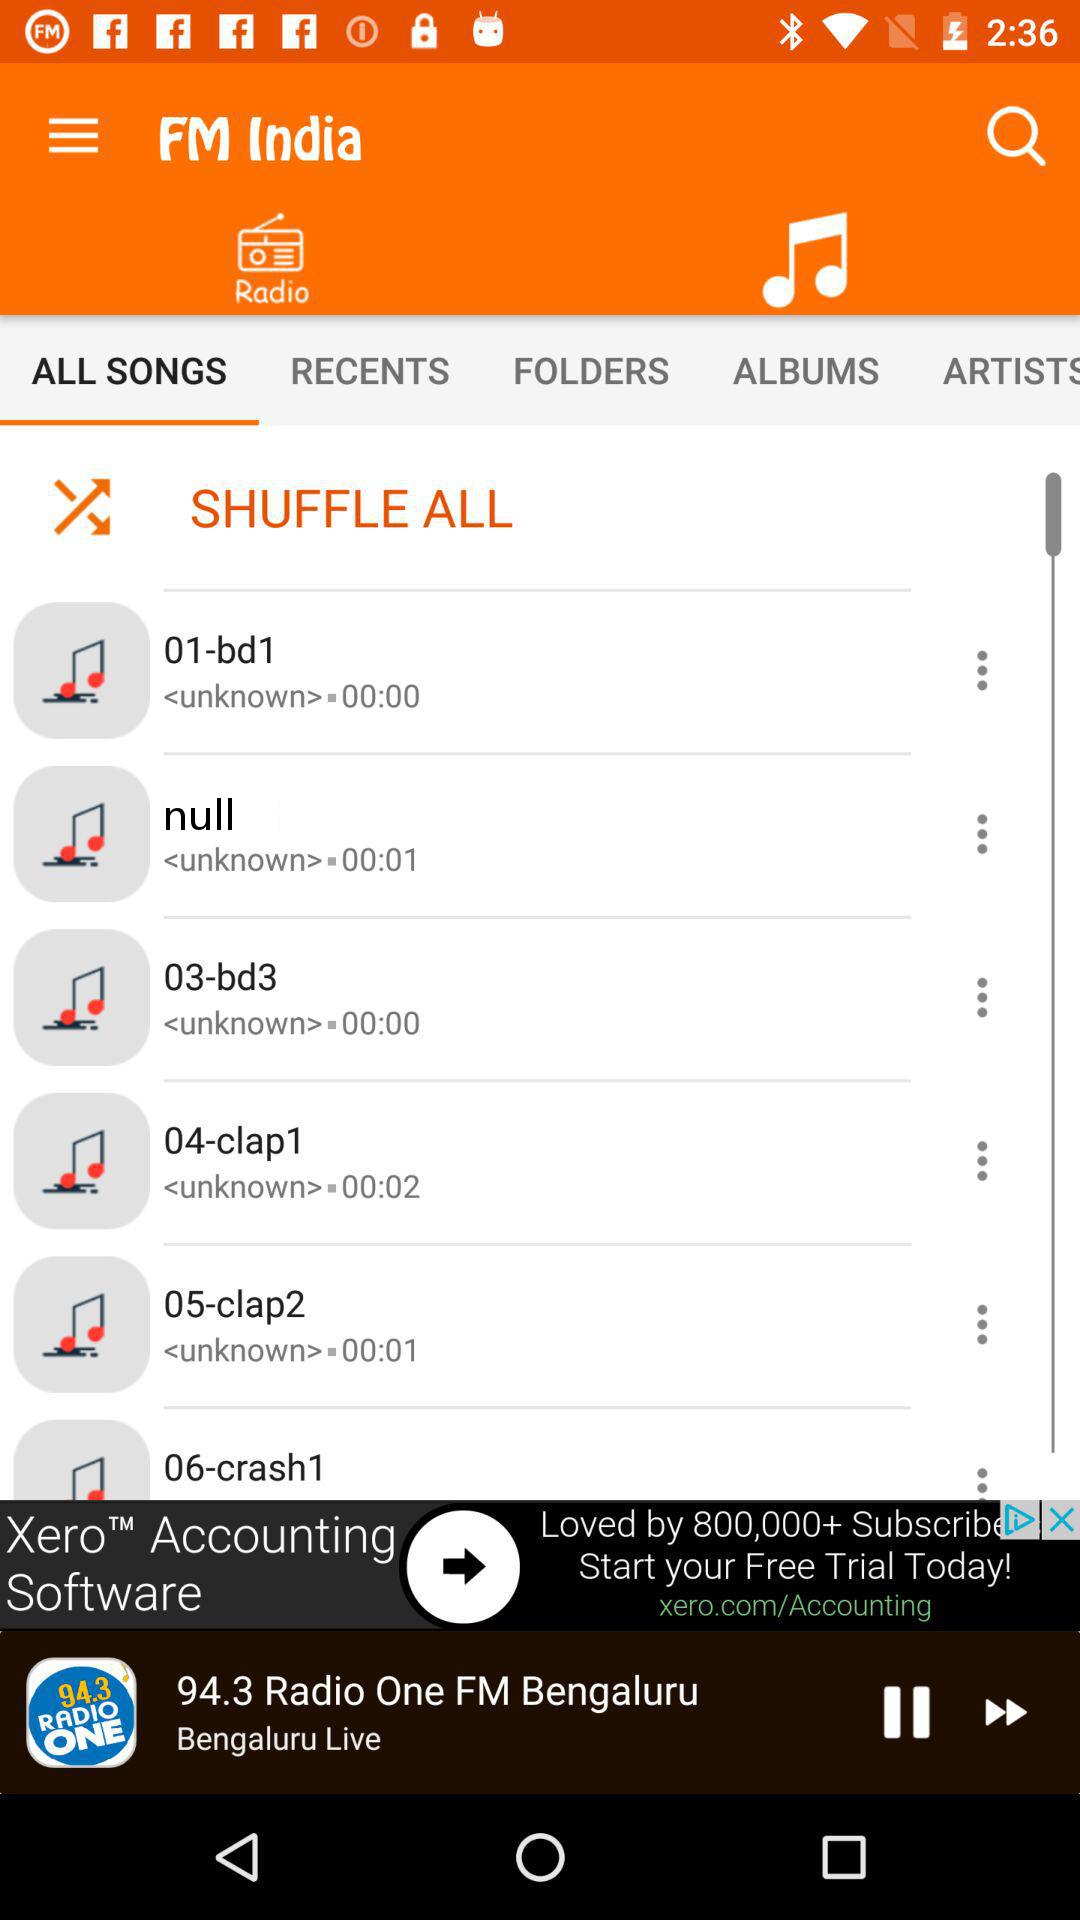 FM 2:36
FM India
Radio
ALL SONGS RECENTS FOLDERS ALBUMS ARTISTS
SHUFFLE ALL
01-bd1
<unknown> 00:00
null
<unknown> 00:01
03-bd3
<unknown> 00:00
04-clap1
<unknown> 00:02
05-clap2
<unknown> 00:01
06-crash1
Xero™ Accounting
Software
Loved by 800,000+ Subscribe
Start your Free Trial Today!
xero.com/Accounting
94.3
RADIO
ONE
94.3 Radio One FM Bengaluru
Bengaluru Live